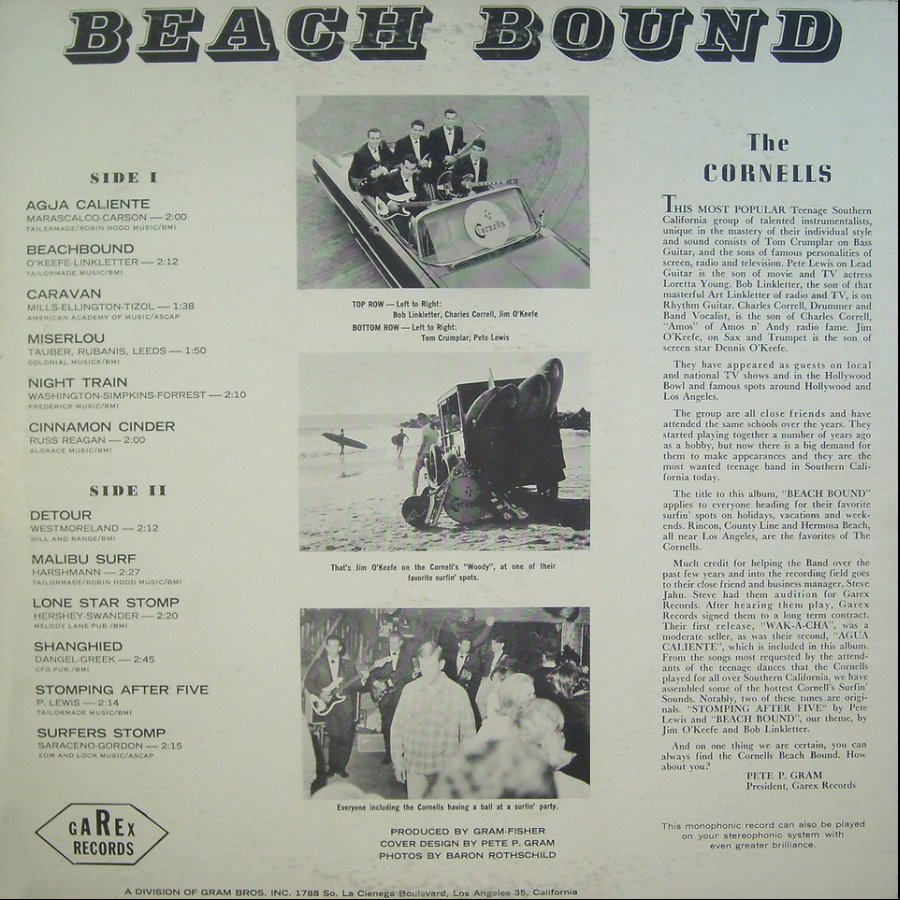 BEACH BOUND
SIDE I
AGUA CALIENTE
MARASCALCO-CARSON — 2:00
TAILERMADE/ROBIN HOOD MUSIC/BMI
BEACHBOUND
O'KEEFE-LINKLETTER — 2:12
TAILORMADE MUSIC/BMI
CARAVAN
MILLS-ELLINGTON-TIZOL — 1:38
AMERICAN ACADEMY OF MUSIC/ASCAP
MISERLOU
TAUBER, RUBANIS, LEEDS — 1:50
COLONIAL MUSICK/BMI
NIGHT TRAIN
WASHINGTON-SIMPKINS-FORREST — 2:10
FREDERICK MUSIC/BMI
CINNAMON CINDER
RUSS REAGAN — 2:00
ALGRACE MUSIC/BMI
SIDE II
DETOUR
WESTMORELAND — 2:12
HILL AND RANGE/BMI
MALIBU SURF
HARSHMANN — 2:27
TAILORMADE/ROBIN HOOD MUSIC/BMI
LONE STAR STOMP
HERSHEY-SWANDER — 2:20
MELODY LANE PUB./BMI
SHANGHIED
DANGEL-GREEK — 2:45
CFG PUB./BMI
STOMPING AFTER FIVE
P. LEWIS — 2:14
TAILORMADE MUSIC/BMI
SURFERS STOMP
SARACENO-GORDON — 2:15
EDM AND LOCK MUSIC/ASCAP
GAREX
RECORDS
Cornells
TOP ROW — Left to Right:
Bob Linkletter, Charles Correll, Jim O'Keefe
BOTTOM ROW — Left to Right:
Tom Crumplar, Pete Lewis
Cornells
That's Jim O'Keefe on the Cornell's "Woody", at one of their
favorite surfin' spots.
Everyone including the Cornells having a ball at a surfin' party.
PRODUCED BY GRAM-FISHER
COVER DESIGN BY PETE P. GRAM
PHOTOS BY BARON ROTHSCHILD
The
CORNELLS
THIS MOST POPULAR Teenage Southern
California group of talented instrumentalists,
unique in the mastery of their individual style
and sound consists of Tom Crumplar on Bass
Guitar, and the sons of famous personalities of
screen, radio and television. Pete Lewis on Lead
Guitar is the son of movie and TV actress
Loretta Young. Bob Linkletter, the son of that
masterful Art Linkletter of radio and TV, is on
Rhythm Guitar. Charles Correll, Drummer and
Band Vocalist, is the son of Charles Correll,
"Amos" of Amos n' Andy radio fame. Jim
O'Keefe, on Sax and Trumpet is the son of
screen star Dennis O'Keefe.
They have appeared as guests on local
and national TV shows and in the Hollywood
Bowl and famous spots around Hollywood and
Los Angeles.
The group are all close friends and have
attended the same schools over the years. They
started playing together a number of years ago
as a hobby, but now there is a big demand for
them to make appearances and they are the
most wanted teenage band in Southern Cali-
fornia today.
The title to this album, "BEACH BOUND"
applies to everyone heading for their favorite
surfin' spots on holidays, vacations and week-
ends. Rincon, County Line and Hermosa Beach,
all near Los Angeles, are the favorites of The
Cornells.
Much credit for helping the Band over the
past few years and into the recording field goes
to their close friend and business manager, Steve
Jahn. Steve had them audition for Garex
Records. After hearing them play, Garex
Records signed them to a long term contract.
Their first release, "WAK-A-CHA", was a
moderate seller, as was their second, "AGUA
CALIENTE", which is included in this album.
From the songs most requested by the attend-
ants of the teenage dances that the Cornells
played for all over Southern California, we have
assembled some of the hottest Cornell's Surfin'
Sounds. Notably, two of these tunes are origi-
nals. "STOMPING AFTER FIVE" by Pete
Lewis and "BEACH BOUND", our theme, by
Jim O'Keefe and Bob Linkletter.
And on one thing we are certain, you can
always find the Cornells Beach Bound. How
about you?
PETE P. GRAM
President, Garex Records
This monophonic record can also be played
on your stereophonic system with
even greater brilliance.
A DIVISION OF GRAM BROS. INC. 1788 So. La Cienega Boulevard, Los Angeles 35, California